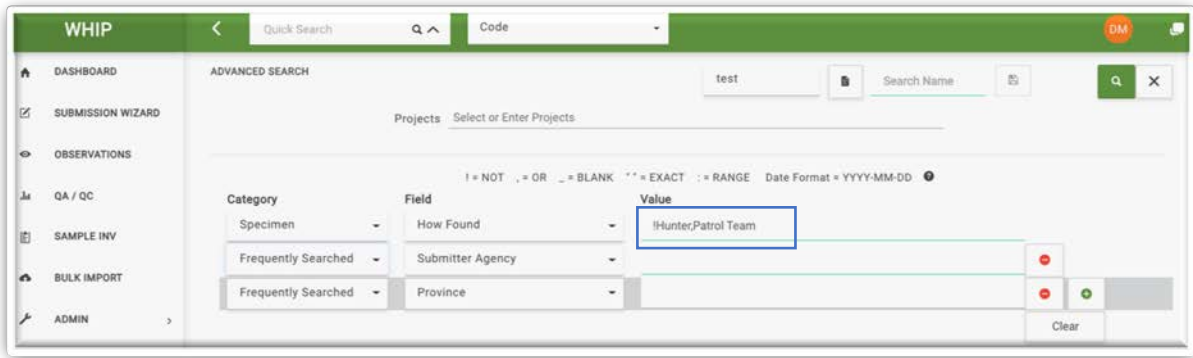 WHIP
Quick Search
Code
DM
DASHBOARD
ADVANCED SEARCH
test
Search Name
SUBMISSION WIZARD
Projects Select or Enter Projects
OBSERVATIONS
! = NOT , = OR _ = BLANK " " = EXACT : = RANGE Date Format = YYYY-MM-DD
QA / QC
Category Field Value
Specimen How Found !Hunter,Patrol Team
SAMPLE INV
Frequently Searched Submitter Agency
BULK IMPORT
Frequently Searched Province
ADMIN
Clear